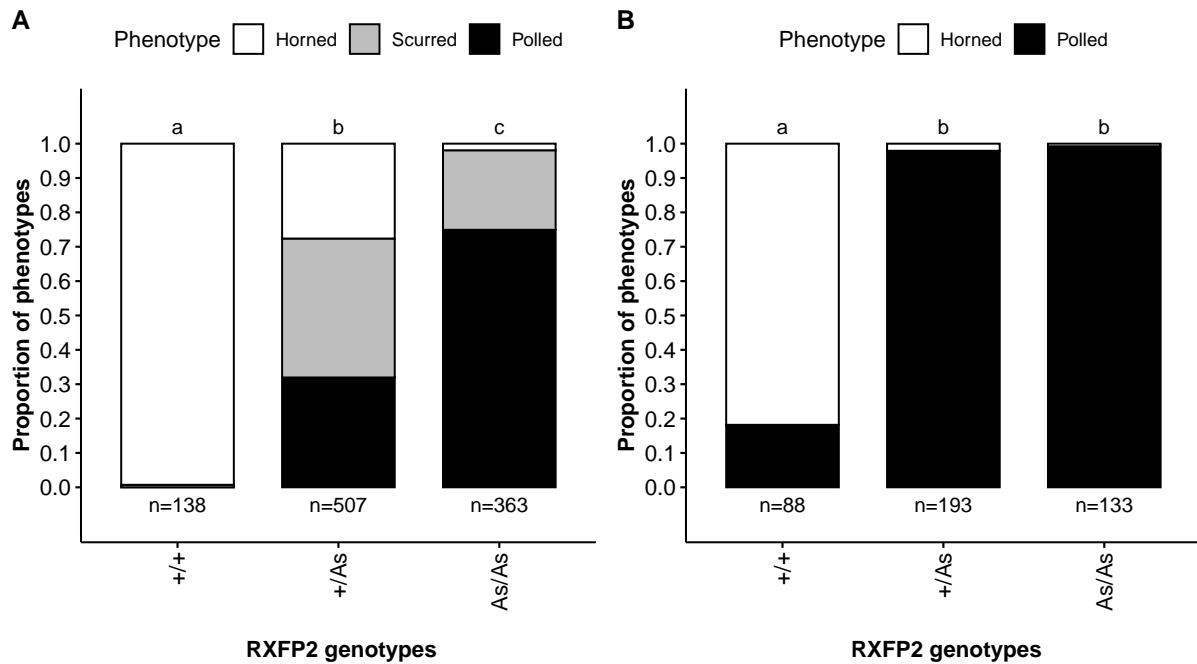 A
Phenotype Horned Scurred Polled
Proportion of phenotypes
1.0
0.9
0.8
0.7
0.6
0.5
0.4
0.3
0.2
0.1
0.0
a b c
n=138 n=507 n=363
+/+ +/As As/As
RXFP2 genotypes
B
Phenotype Horned Polled
Proportion of phenotypes
1.0
0.9
0.8
0.7
0.6
0.5
0.4
0.3
0.2
0.1
0.0
a b b
n=88 n=193 n=133
+/+ +/As As/As
RXFP2 genotypes